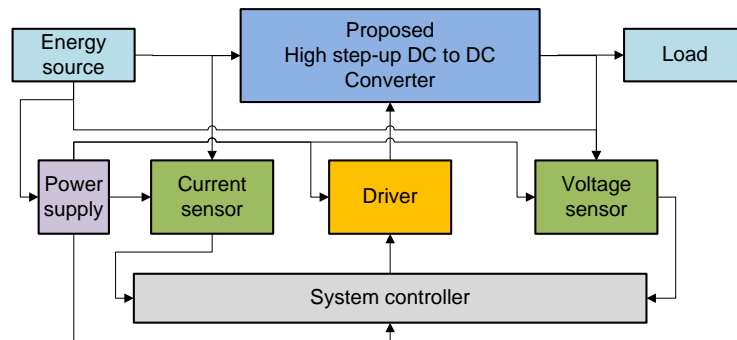 Energy
source
Proposed
High step-up DC to DC
Converter
Load
Power
supply
Current
sensor
Driver
Voltage
sensor
System controller